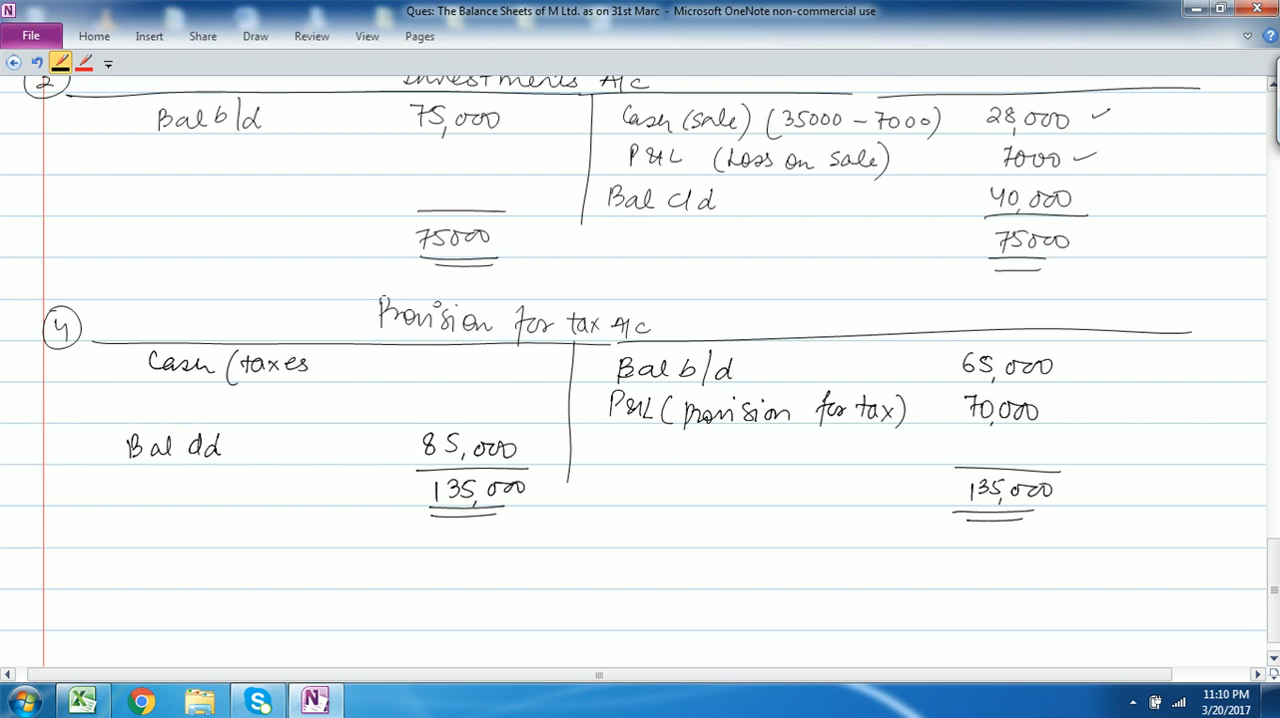 Ques: The Balance Sheets of M Ltd. as on 31st Marc - Microsoft OneNote non-commercial use
File Home Insert Share Draw Review View Pages
2 Investments A/c
Bal b/d 75,000 Cash (sale) (35000 - 7000) 28,000
P&L (Loss on sale) 7000
Bal c/d 40,000
75000 75000
4 Provision for tax A/c
Cash (taxes Bal b/d 65,000
P&L (provision for tax) 70,000
Bal c/d 85,000
135,000 135,000
11:10 PM
3/20/2017